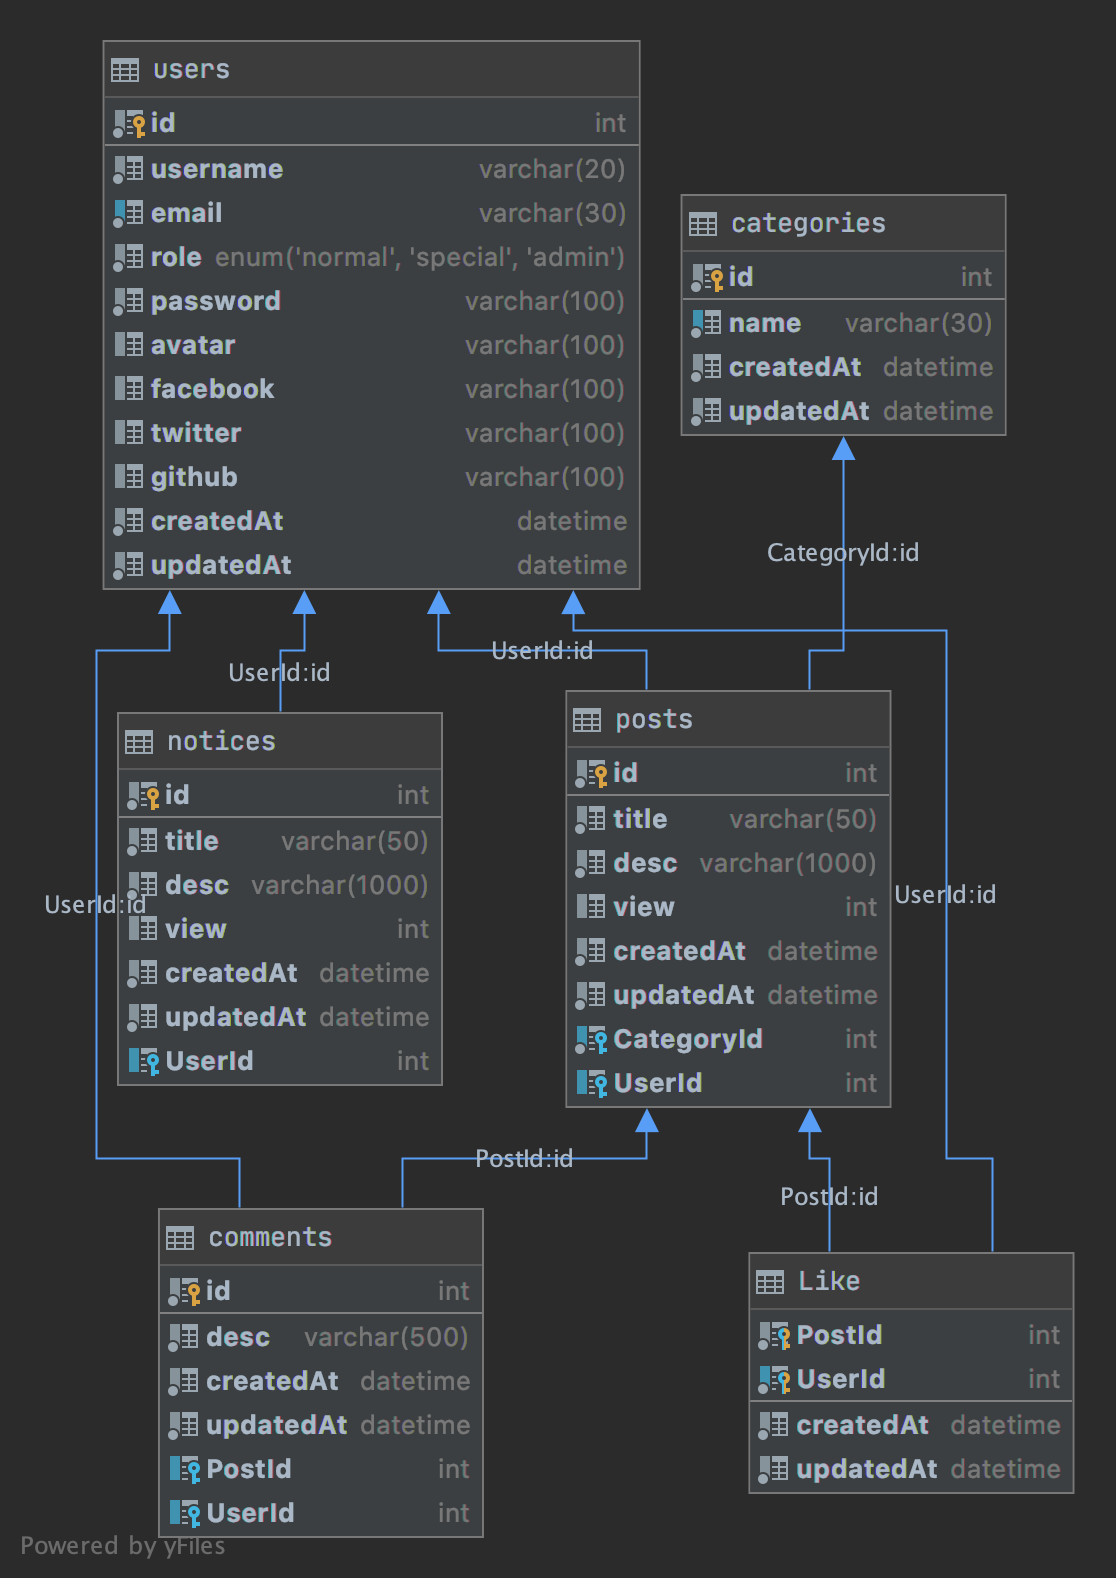 users
id int
username varchar(20)
email varchar(30)
role enum('normal', 'special', 'admin')
password varchar(100)
avatar varchar(100)
facebook varchar(100)
twitter varchar(100)
github varchar(100)
createdAt datetime
updatedAt datetime
categories
id int
name varchar(30)
createdAt datetime
updatedAt datetime
CategoryId:id
UserId:id
UserId:id
notices
id int
title varchar(50)
desc varchar(1000)
view int
createdAt datetime
updatedAt datetime
UserId int
UserId:id
posts
id int
title varchar(50)
desc varchar(1000)
view int
createdAt datetime
updatedAt datetime
CategoryId int
UserId int
UserId:id
PostId:id
PostId:id
comments
id int
desc varchar(500)
createdAt datetime
updatedAt datetime
PostId int
UserId int
Like
PostId int
UserId int
createdAt datetime
updatedAt datetime
Powered by yFiles